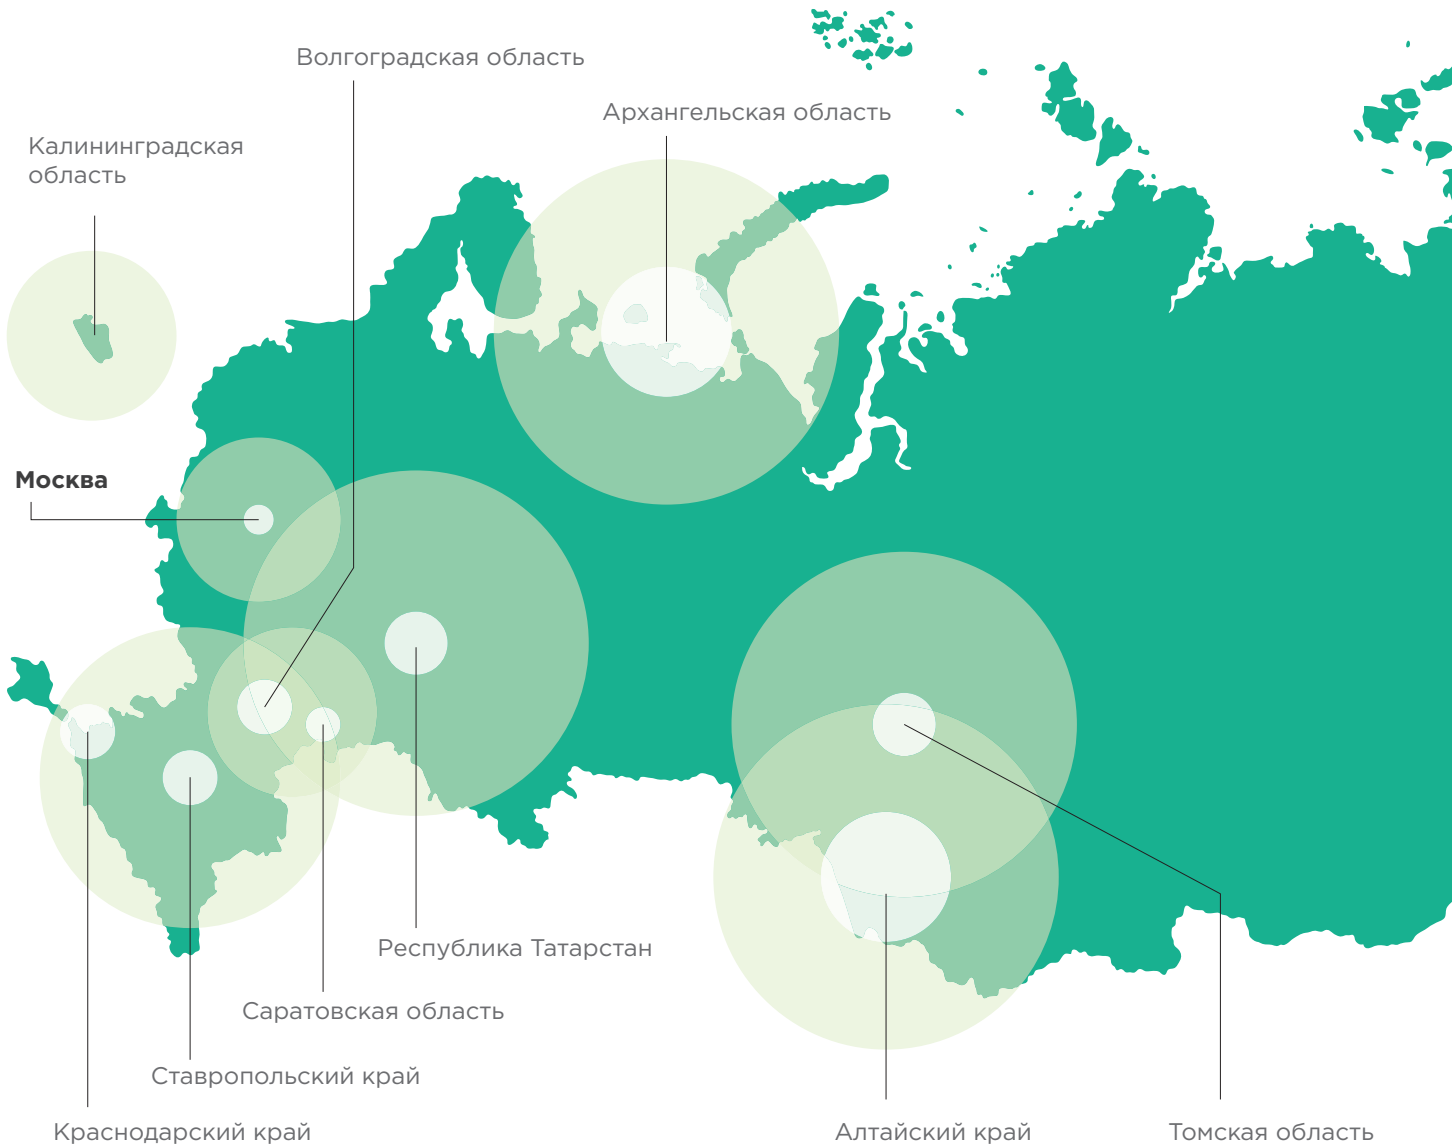 Волгоградская область
Архангельская область
Калининградская
область
Москва
Республика Татарстан
Саратовская область
Ставропольский край
Краснодарский край
Алтайский край
Томская область